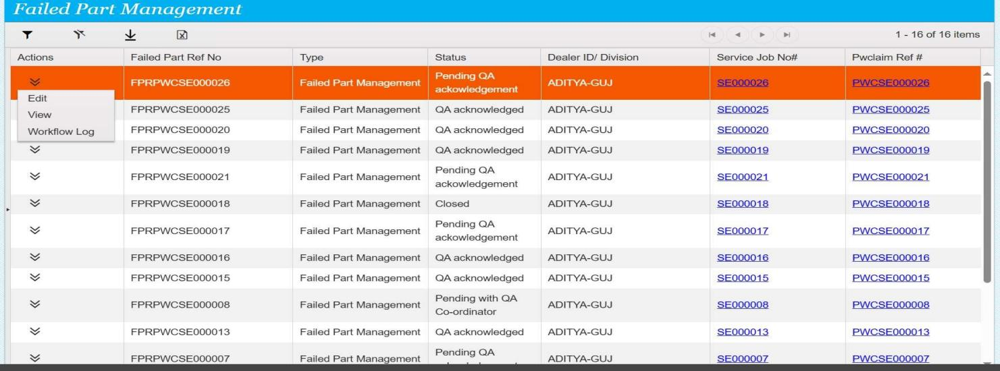 Failed Part Management
1 - 16 of 16 items
Actions Failed Part Ref No Type Status Dealer ID/ Division Service Job No# Pwclaim Ref #
FPRPWCSE000026 Failed Part Management Pending QA ackowledgement ADITYA-GUJ SE000026 PWCSE000026
Edit
View
Workflow Log
FPRPWCSE000025 Failed Part Management QA acknowledged ADITYA-GUJ SE000025 PWCSE000025
FPRPWCSE000020 Failed Part Management QA acknowledged ADITYA-GUJ SE000020 PWCSE000020
FPRPWCSE000019 Failed Part Management QA acknowledged ADITYA-GUJ SE000019 PWCSE000019
FPRPWCSE000021 Failed Part Management Pending QA ackowledgement ADITYA-GUJ SE000021 PWCSE000021
FPRPWCSE000018 Failed Part Management Closed ADITYA-GUJ SE000018 PWCSE000018
FPRPWCSE000017 Failed Part Management Pending QA ackowledgement ADITYA-GUJ SE000017 PWCSE000017
FPRPWCSE000016 Failed Part Management QA acknowledged ADITYA-GUJ SE000016 PWCSE000016
FPRPWCSE000015 Failed Part Management QA acknowledged ADITYA-GUJ SE000015 PWCSE000015
FPRPWCSE000008 Failed Part Management Pending with QA Co-ordinator ADITYA-GUJ SE000008 PWCSE000008
FPRPWCSE000013 Failed Part Management QA acknowledged ADITYA-GUJ SE000013 PWCSE000013
FPRPWCSE000007 Failed Part Management Pending QA ADITYA-GUJ SE000007 PWCSE000007